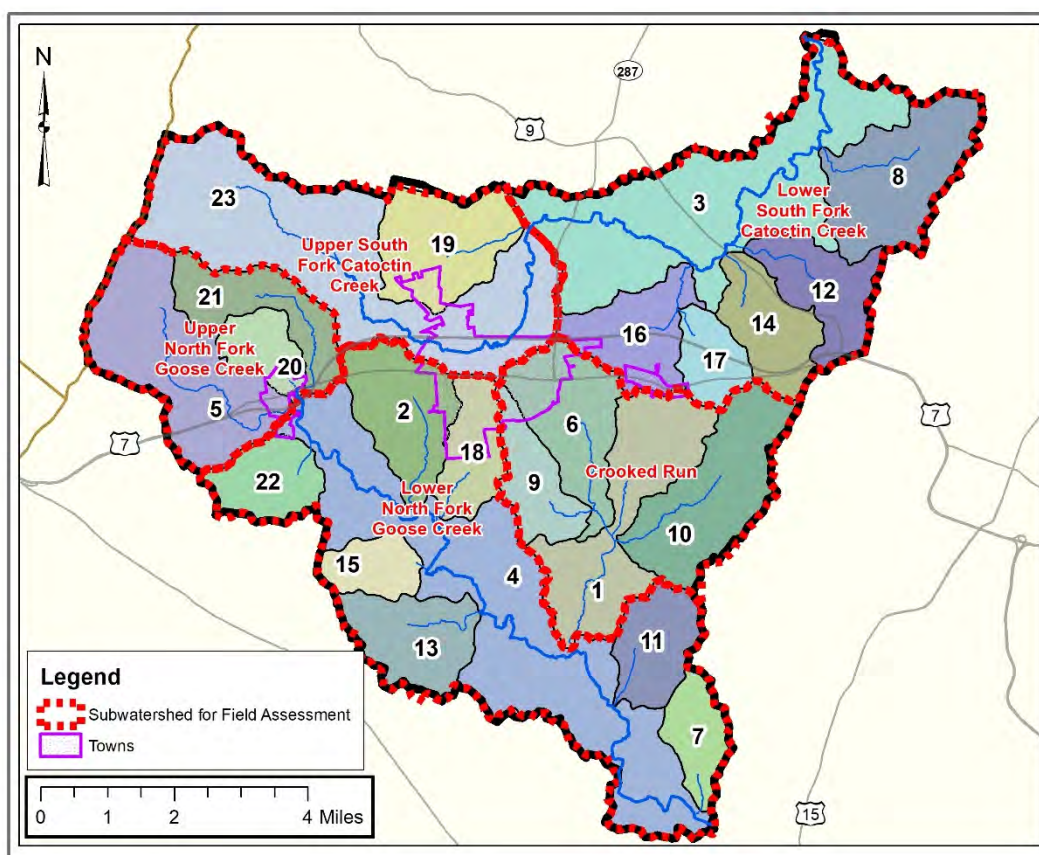 N
287
9
23
3
8
Lower
South Fork
Catoctin Creek
19
Upper South
Fork Catoctin
Creek
12
21
16
14
17
Upper
North Fork
Goose Creek
20
5
2
6
7
7
18
Crooked Run
9
22
Lower
North Fork
Goose Creek
10
15
4
1
13
11
7
15
Legend
Subwatershed for Field Assessment
Towns
0 1 2 4 Miles